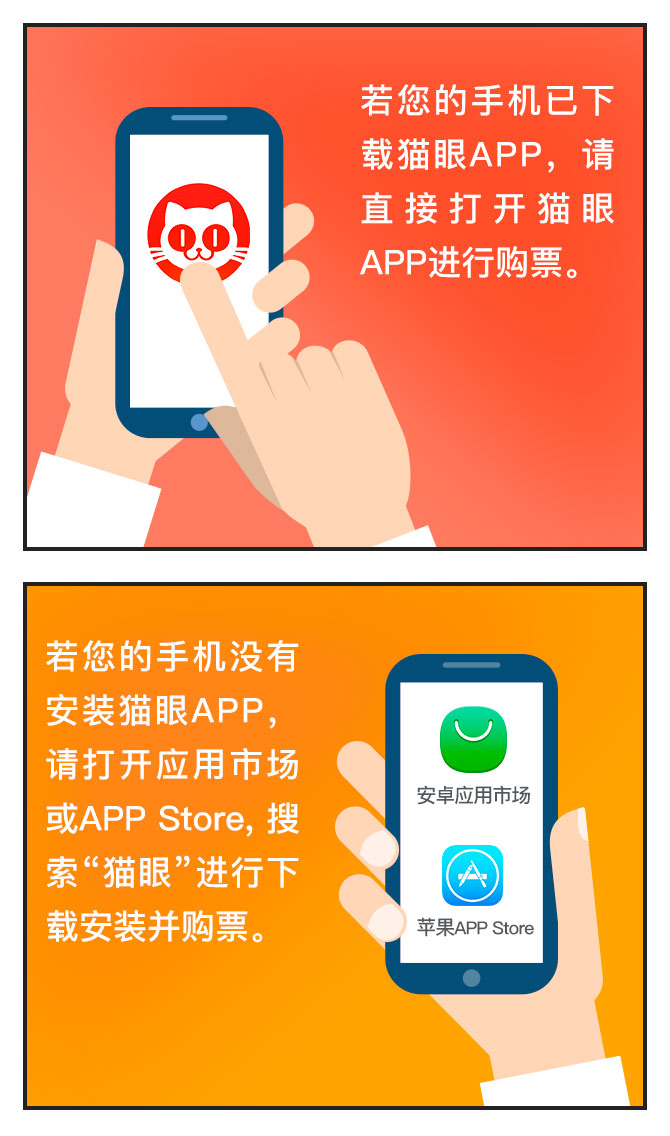 若您的手机已下
载猫眼APP，请
直接打开猫眼
APP进行购票。
若您的手机没有
安装猫眼APP，
请打开应用市场
或APP Store, 搜
索“猫眼”进行下
载安装并购票。
安卓应用市场
苹果APP Store